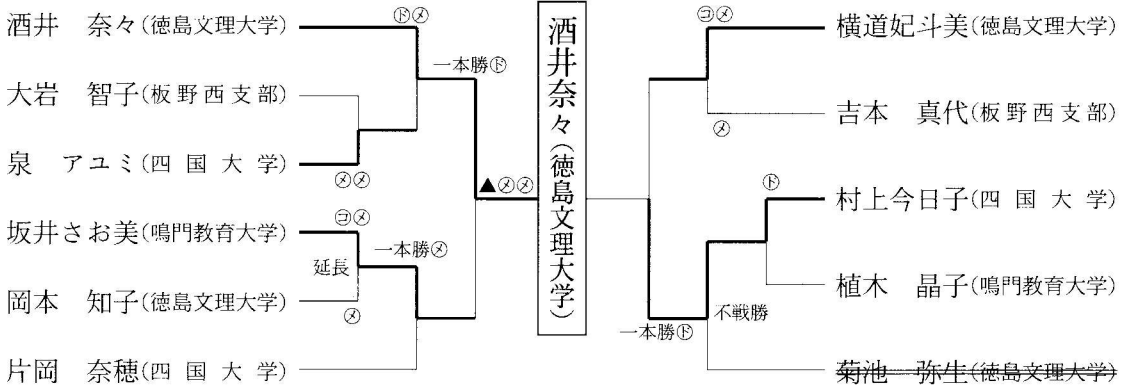 酒井　奈々(徳島文理大学)
大岩　智子(板野西支部)
泉　アユミ(四国大学)
坂井さお美(鳴門教育大学)
岡本　知子(徳島文理大学)
片岡　奈穂(四国大学)
㋣㋱
一本勝㋣
㋱㋱
㋙㋱
延長
一本勝㋱
㋱
▲㋱㋱
酒井奈々(徳島文理大学)
㋙㋱
㋱
㋣
不戦勝
一本勝㋣
横道妃斗美(徳島文理大学)
吉本　真代(板野西支部)
村上今日子(四国大学)
植木　晶子(鳴門教育大学)
菊池　弥生(徳島文理大学)